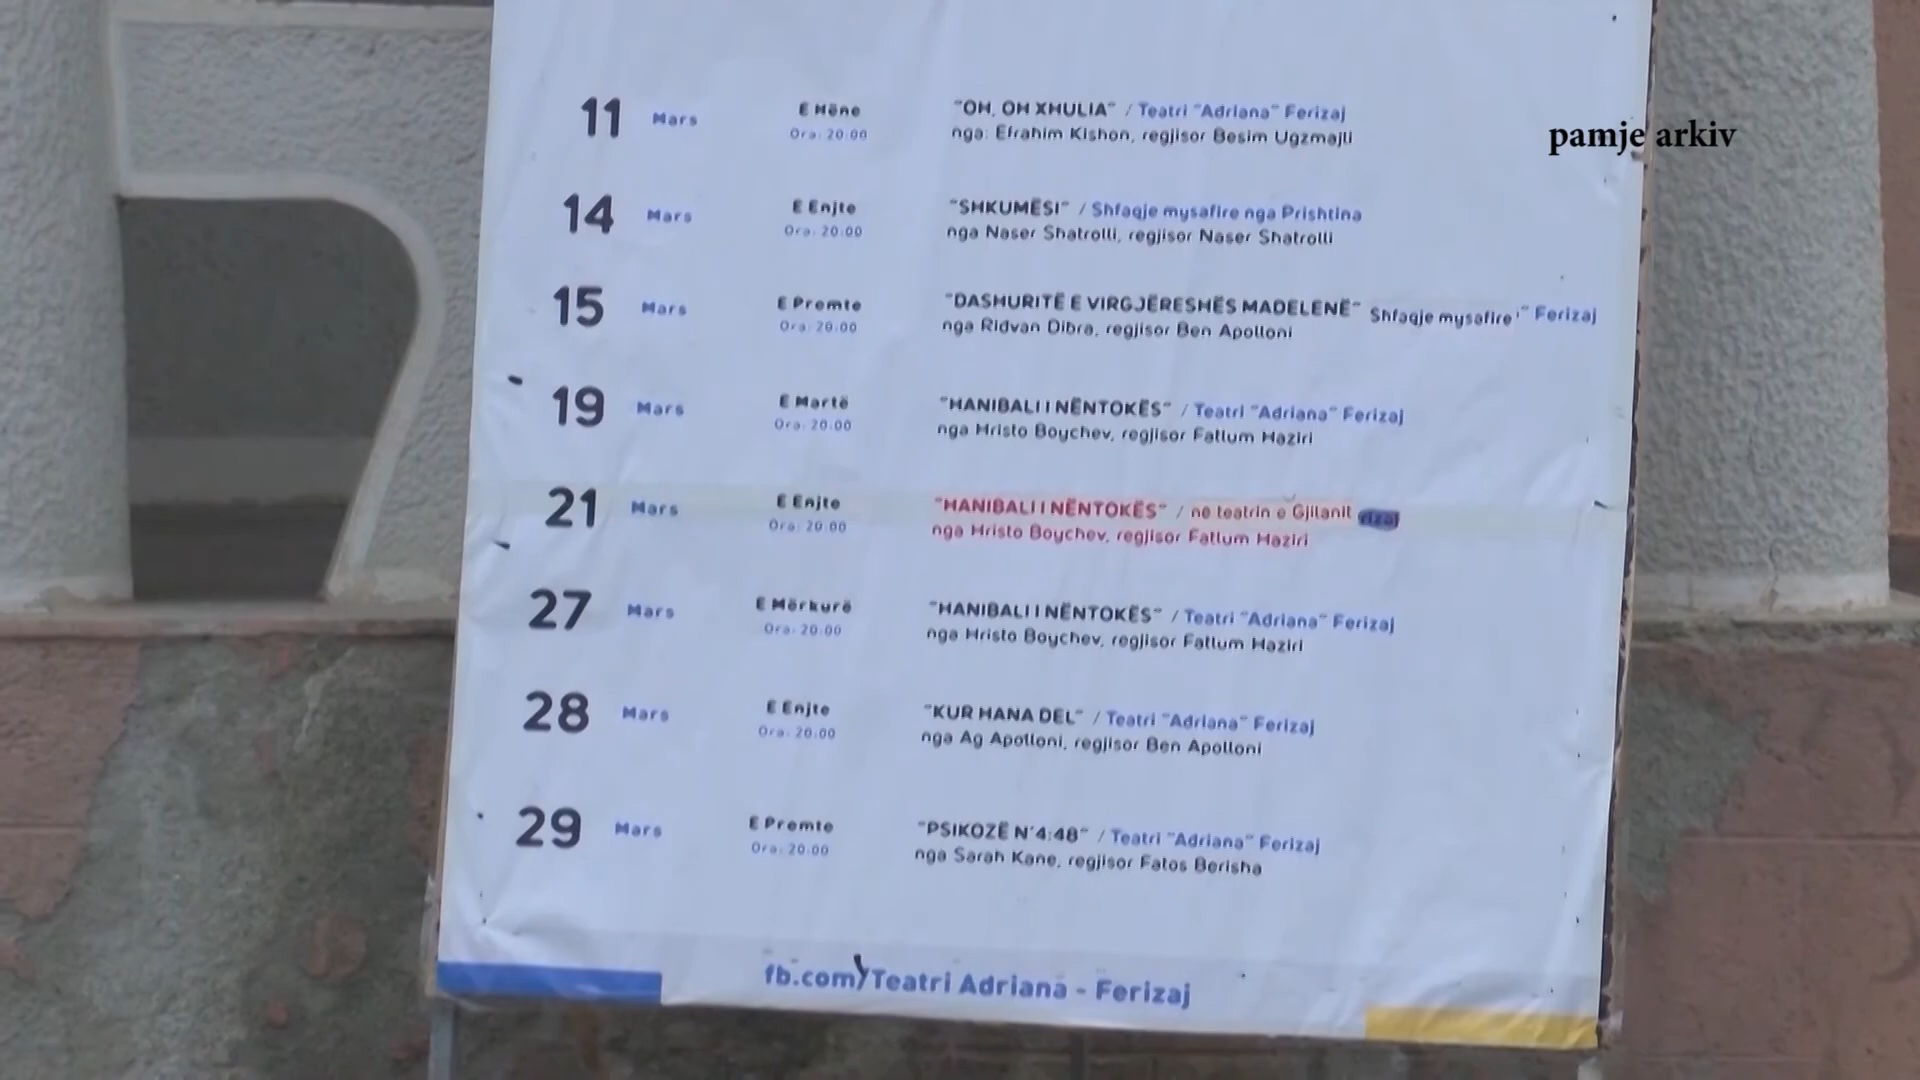 pamje arkiv
11 Mars E Hëne "OH, OH XHULIA" / Teatri "Adriana" Ferizaj
Ora: 20:00 nga: Efrahim Kishon, regjisor Besim Ugzmajli
14 Mars E Enjte "SHKUMËSI" / Shfaqje mysafire nga Prishtina
Ora: 20:00 nga Naser Shatrolli, regjisor Naser Shatrolli
15 Mars E Premte "DASHURITË E VIRGJËRESHËS MADELENË" Shfaqje mysafire " Ferizaj
Ora: 20:00 nga Ridvan Dibra, regjisor Ben Apolloni
19 Mars E Martë "HANIBALI I NËNTOKËS" / Teatri "Adriana" Ferizaj
Ora: 20:00 nga Hristo Boychev, regjisor Fatlum Haziri
21 Mars E Enjte "HANIBALI I NËNTOKËS" / në teatrin e Gjilanit rizaj
Ora: 20:00 nga Hristo Boychev, regjisor Fatlum Haziri
27 Mars E Mërkurë "HANIBALI I NËNTOKËS" / Teatri "Adriana" Ferizaj
Ora: 20:00 nga Hristo Boychev, regjisor Fatlum Haziri
28 Mars E Enjte "KUR HANA DEL" / Teatri "Adriana" Ferizaj
Ora: 20:00 nga Ag Apolloni, regjisor Ben Apolloni
29 Mars E Premte "PSIKOZË N'4:48" / Teatri "Adriana" Ferizaj
Ora: 20:00 nga Sarah Kane, regjisor Fatos Berisha
fb.com/Teatri Adriana - Ferizaj